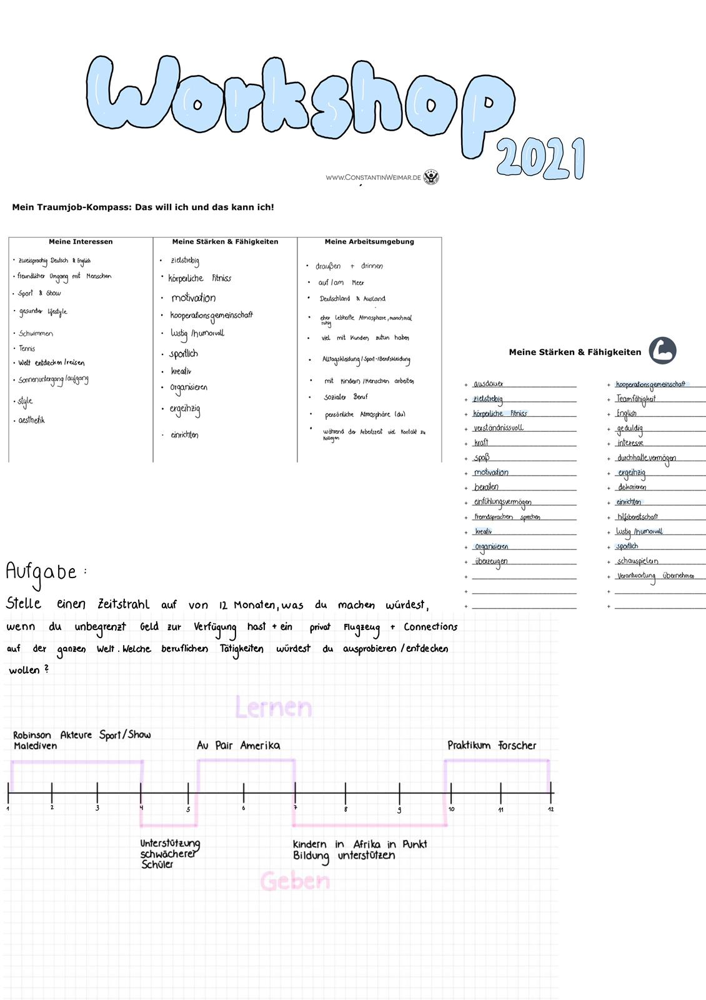 Workshop
2021
www.ConstantinWeimar.de
Mein Traumjob-Kompass: Das will ich und das kann ich!
Meine Interessen
• zweisprachig Deutsch & English
• freundlicher Umgang mit Menschen
• Sport & Show
• gesunder lifestyle
• Schwimmen
• Tennis
• Welt entdecken/reisen
• Sonnenuntergang/aufgang
• style
• aesthetik
Meine Stärken & Fähigkeiten
• zielstrebig
• körperliche Fitniss
• motivation
• kooperationsgemeinschaft
• lustig /humorvoll
• sportlich
• kreativ
• organisieren
• ergeihzig
• einrichten
Meine Arbeitsumgebung
• draußen + drinnen
• auf/am Meer
• Deutschland & Ausland
• eher lebhafte Atmosphäre, manchmal
ruhig
• viel mit Kunden zutun haben
• Alltagskleidung/Sport-/Berufskleidung
• mit Kindern/Menschen arbeiten
• sozialer Beruf
• persönliche Atmosphäre (du)
• während der Arbeitszeit viel Kontakt zu
Kollegen
Meine Stärken & Fähigkeiten
+ ausdauer
+ zielstrebig
+ körperliche Fitniss
+ verständnissvoll
+ kraft
+ spaß
+ motivation
+ beraten
+ einfühlungsvermögen
+ Fremdsprachen sprechen
+ kreativ
+ organisieren
+ überzeugen
+
+
+
+ kooperationsgemeinschaft
+ Teamfähigkeit
+ English
+ geduldig
+ interesse
+ durchhaltevermögen
+ ergeihzig
+ dekorieren
+ einrichten
+ hilfsbereitschaft
+ lustig /humorvoll
+ sportlich
+ schauspielern
+ Verantwortung übernehmen
+
+
Aufgabe :
Stelle einen Zeitstrahl auf von 12 Monaten, was du machen würdest,
wenn du unbegrenzt Geld zur Verfügung hast + ein privat Flugzeug + Connections
auf der ganzen Welt. Welche beruflichen Tätigkeiten würdest du ausprobieren/entdecken
wollen ?
Lernen
Robinson Akteure Sport/Show
Malediven
Au Pair Amerika
Praktikum Forscher
1 2 3 4 5 6 7 8 9 10 11 12
Unterstützung
schwächerer
Schüler
Kindern in Afrika in Punkt
Bildung unterstützen
Geben